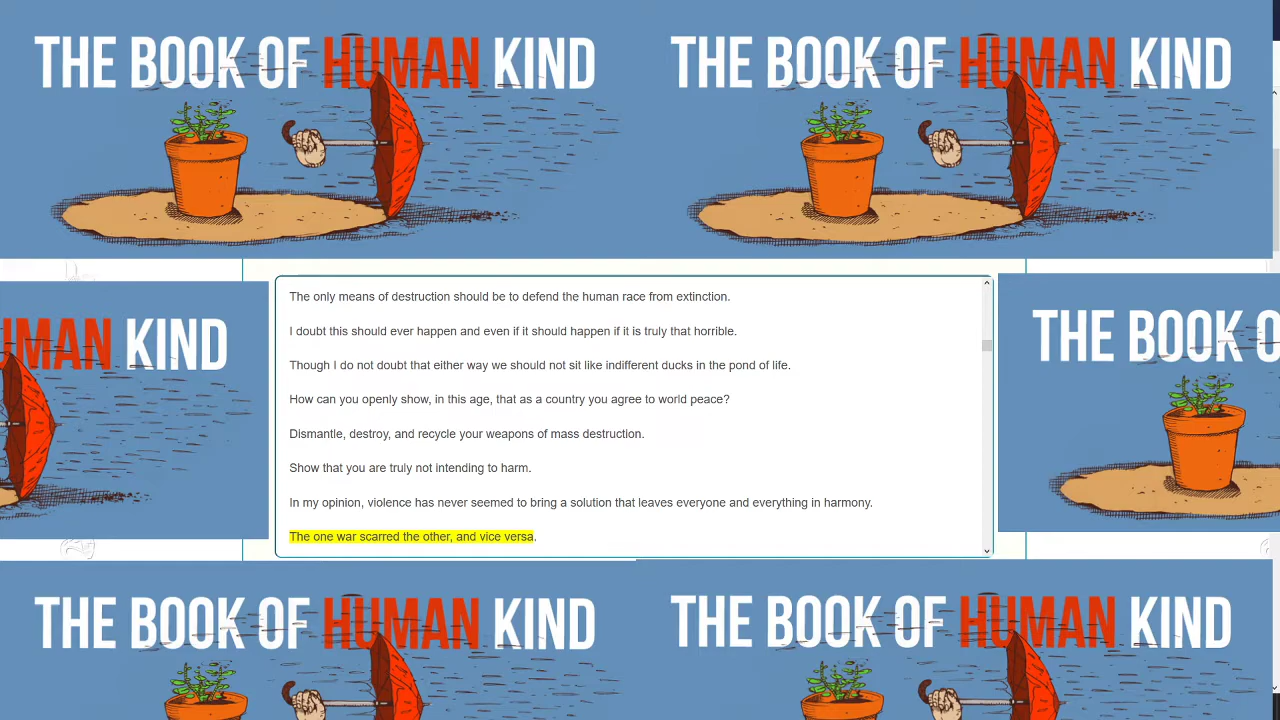 THE BOOK OF HUMAN KIND
THE BOOK OF HUMAN KIND
The only means of destruction should be to defend the human race from extinction.
I doubt this should ever happen and even if it should happen if it is truly that horrible.
Though I do not doubt that either way we should not sit like indifferent ducks in the pond of life.
How can you openly show, in this age, that as a country you agree to world peace?
Dismantle, destroy, and recycle your weapons of mass destruction.
Show that you are truly not intending to harm.
In my opinion, violence has never seemed to bring a solution that leaves everyone and everything in harmony.
The one war scarred the other, and vice versa.
UMAN KIND
THE BOOK O
THE BOOK OF HUMAN KIND
THE BOOK OF HUMAN KIND